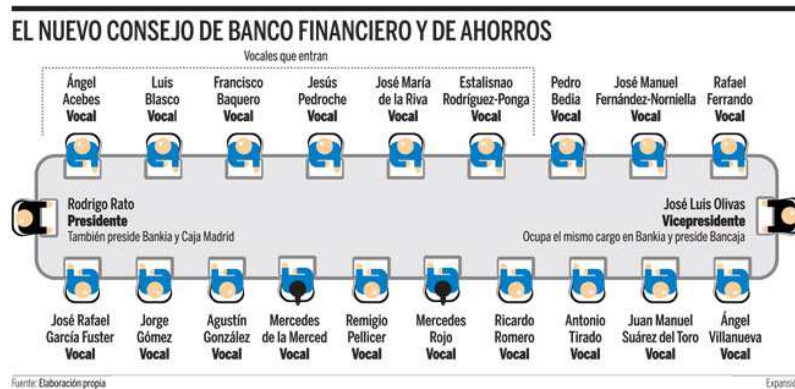 EL NUEVO CONSEJO DE BANCO FINANCIERO Y DE AHORROS
Vocales que entran
Ángel
Acebes
Vocal
Luis
Blasco
Vocal
Francisco
Baquero
Vocal
Jesús
Pedroche
Vocal
José María
de la Riva
Vocal
Estalisnao
Rodríguez-Ponga
Vocal
Pedro
Bedia
Vocal
José Manuel
Fernández-Norniella
Vocal
Rafael
Ferrando
Vocal
Rodrigo Rato
Presidente
También preside Bankia y Caja Madrid
José Luis Olivas
Vicepresidente
Ocupa el mismo cargo en Bankia y preside Bancaja
José Rafael
García Fuster
Vocal
Jorge
Gómez
Vocal
Agustín
González
Vocal
Mercedes
de la Merced
Vocal
Remigio
Pellicer
Vocal
Mercedes
Rojo
Vocal
Ricardo
Romero
Vocal
Antonio
Tirado
Vocal
Juan Manuel
Suárez del Toro
Vocal
Ángel
Villanueva
Vocal
Fuente: Elaboración propia
Expansió